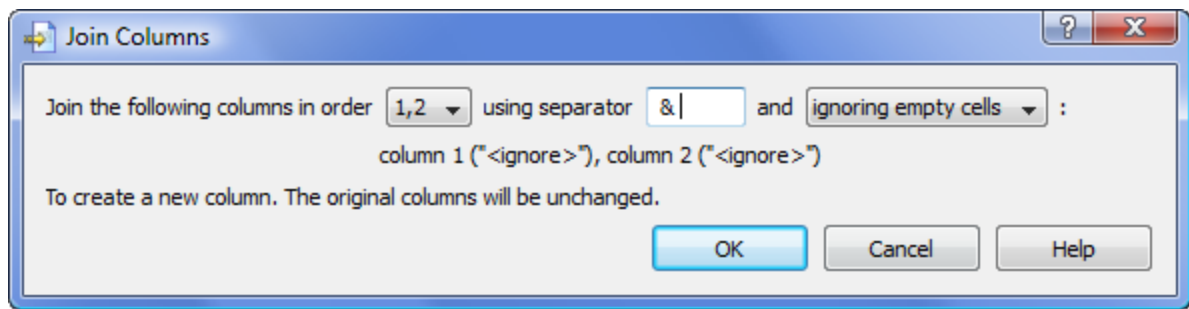 Join Columns ? X
Join the following columns in order 1,2 using separator & and ignoring empty cells :
column 1 ("<ignore>"), column 2 ("<ignore>")
To create a new column. The original columns will be unchanged.
OK Cancel Help